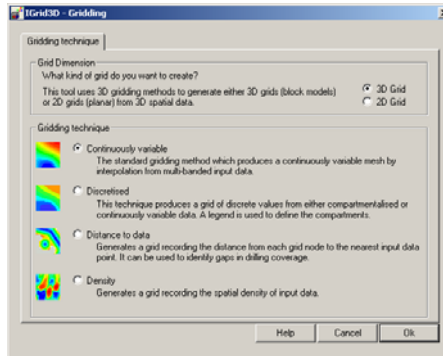 IGrid3D - Gridding
Gridding technique
Grid Dimension
What kind of grid do you want to create?
This tool uses 3D gridding methods to generate either 3D grids (block models)
or 2D grids (planar) from 3D spatial data.
3D Grid
2D Grid
Gridding technique
Continuously variable
The standard gridding method which produces a continuously variable mesh by
interpolation from multi-banded input data.
Discretised
This technique produces a grid of discrete values from either compartmentalised or
continuously variable data. A legend is used to define the compartments.
Distance to data
Generates a grid recording the distance from each grid node to the nearest input data
point. It can be used to identify gaps in drilling coverage.
Density
Generates a grid recording the spatial density of input data.
Help
Cancel
Ok